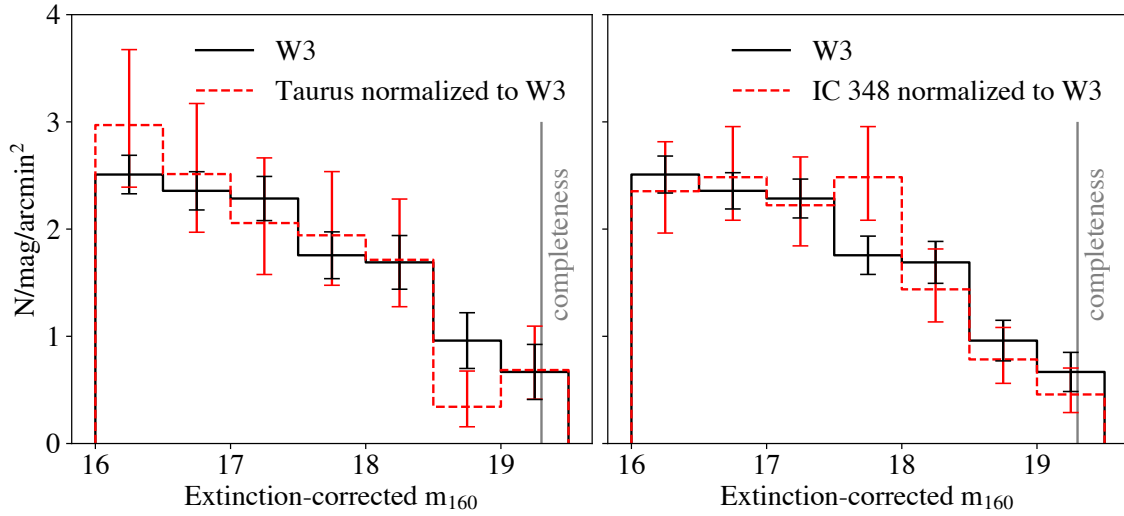 4
3
2
1
0
N/mag/arcmin²
W3
Taurus normalized to W3
completeness
16
17
18
19
Extinction-corrected m₁₆₀
W3
IC 348 normalized to W3
completeness
16
17
18
19
Extinction-corrected m₁₆₀